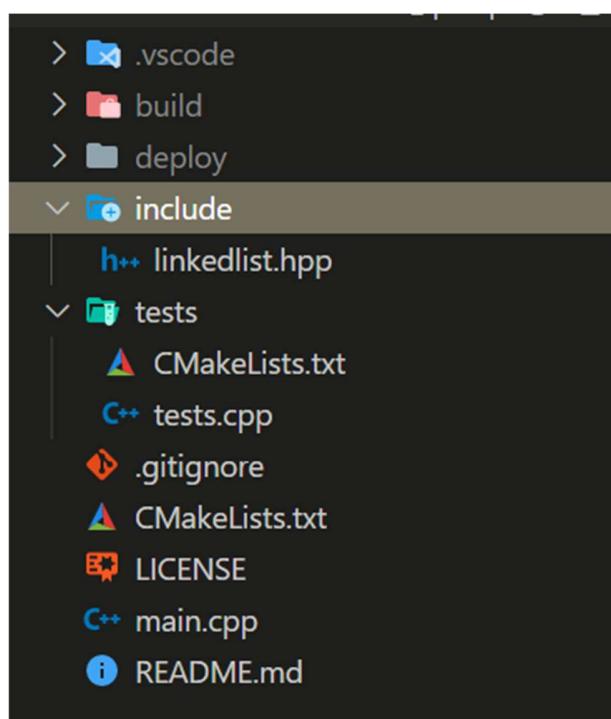 .vscode
build
deploy
include
h++ linkedlist.hpp
tests
CMakeLists.txt
C++ tests.cpp
.gitignore
CMakeLists.txt
LICENSE
C++ main.cpp
i README.md